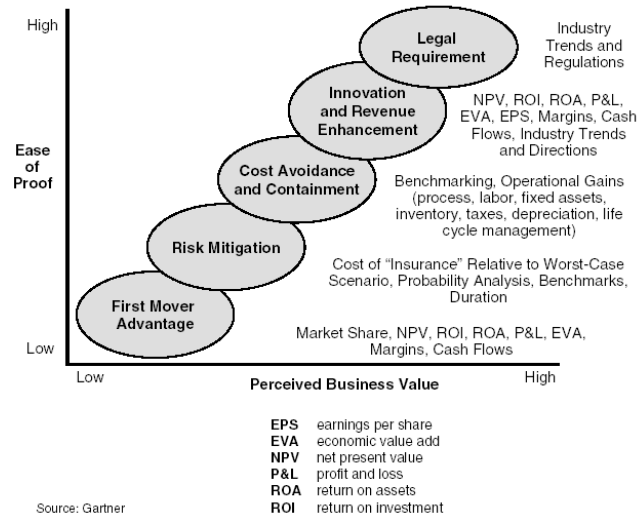 High
Legal
Requirement
Industry
Trends and
Regulations
Innovation
and Revenue
Enhancement
NPV, ROI, ROA, P&L,
EVA, EPS, Margins, Cash
Flows, Industry Trends
and Directions
Ease
of
Proof
Cost Avoidance
and Containment
Benchmarking, Operational Gains
(process, labor, fixed assets,
inventory, taxes, depreciation, life
cycle management)
Risk Mitigation
Cost of “Insurance” Relative to Worst-Case
Scenario, Probability Analysis, Benchmarks,
Duration
First Mover
Advantage
Market Share, NPV, ROI, ROA, P&L, EVA,
Margins, Cash Flows
Low
Low
Perceived Business Value
High
EPS earnings per share
EVA economic value add
NPV net present value
P&L profit and loss
ROA return on assets
ROI return on investment
Source: Gartner